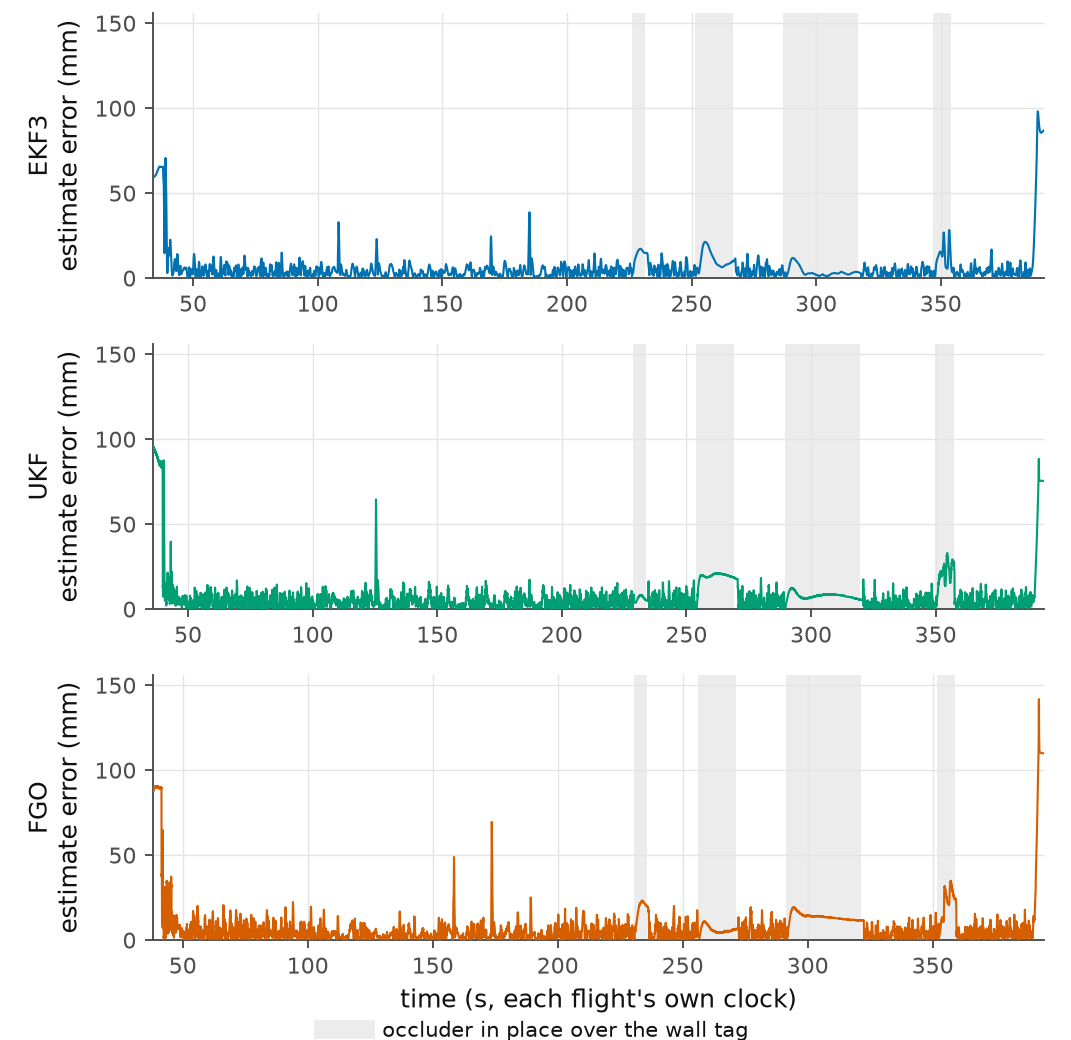 EKF3
estimate error (mm)
150
100
50
0
50 100 150 200 250 300 350
UKF
estimate error (mm)
150
100
50
0
50 100 150 200 250 300 350
FGO
estimate error (mm)
150
100
50
0
50 100 150 200 250 300 350
time (s, each flight's own clock)
occluder in place over the wall tag